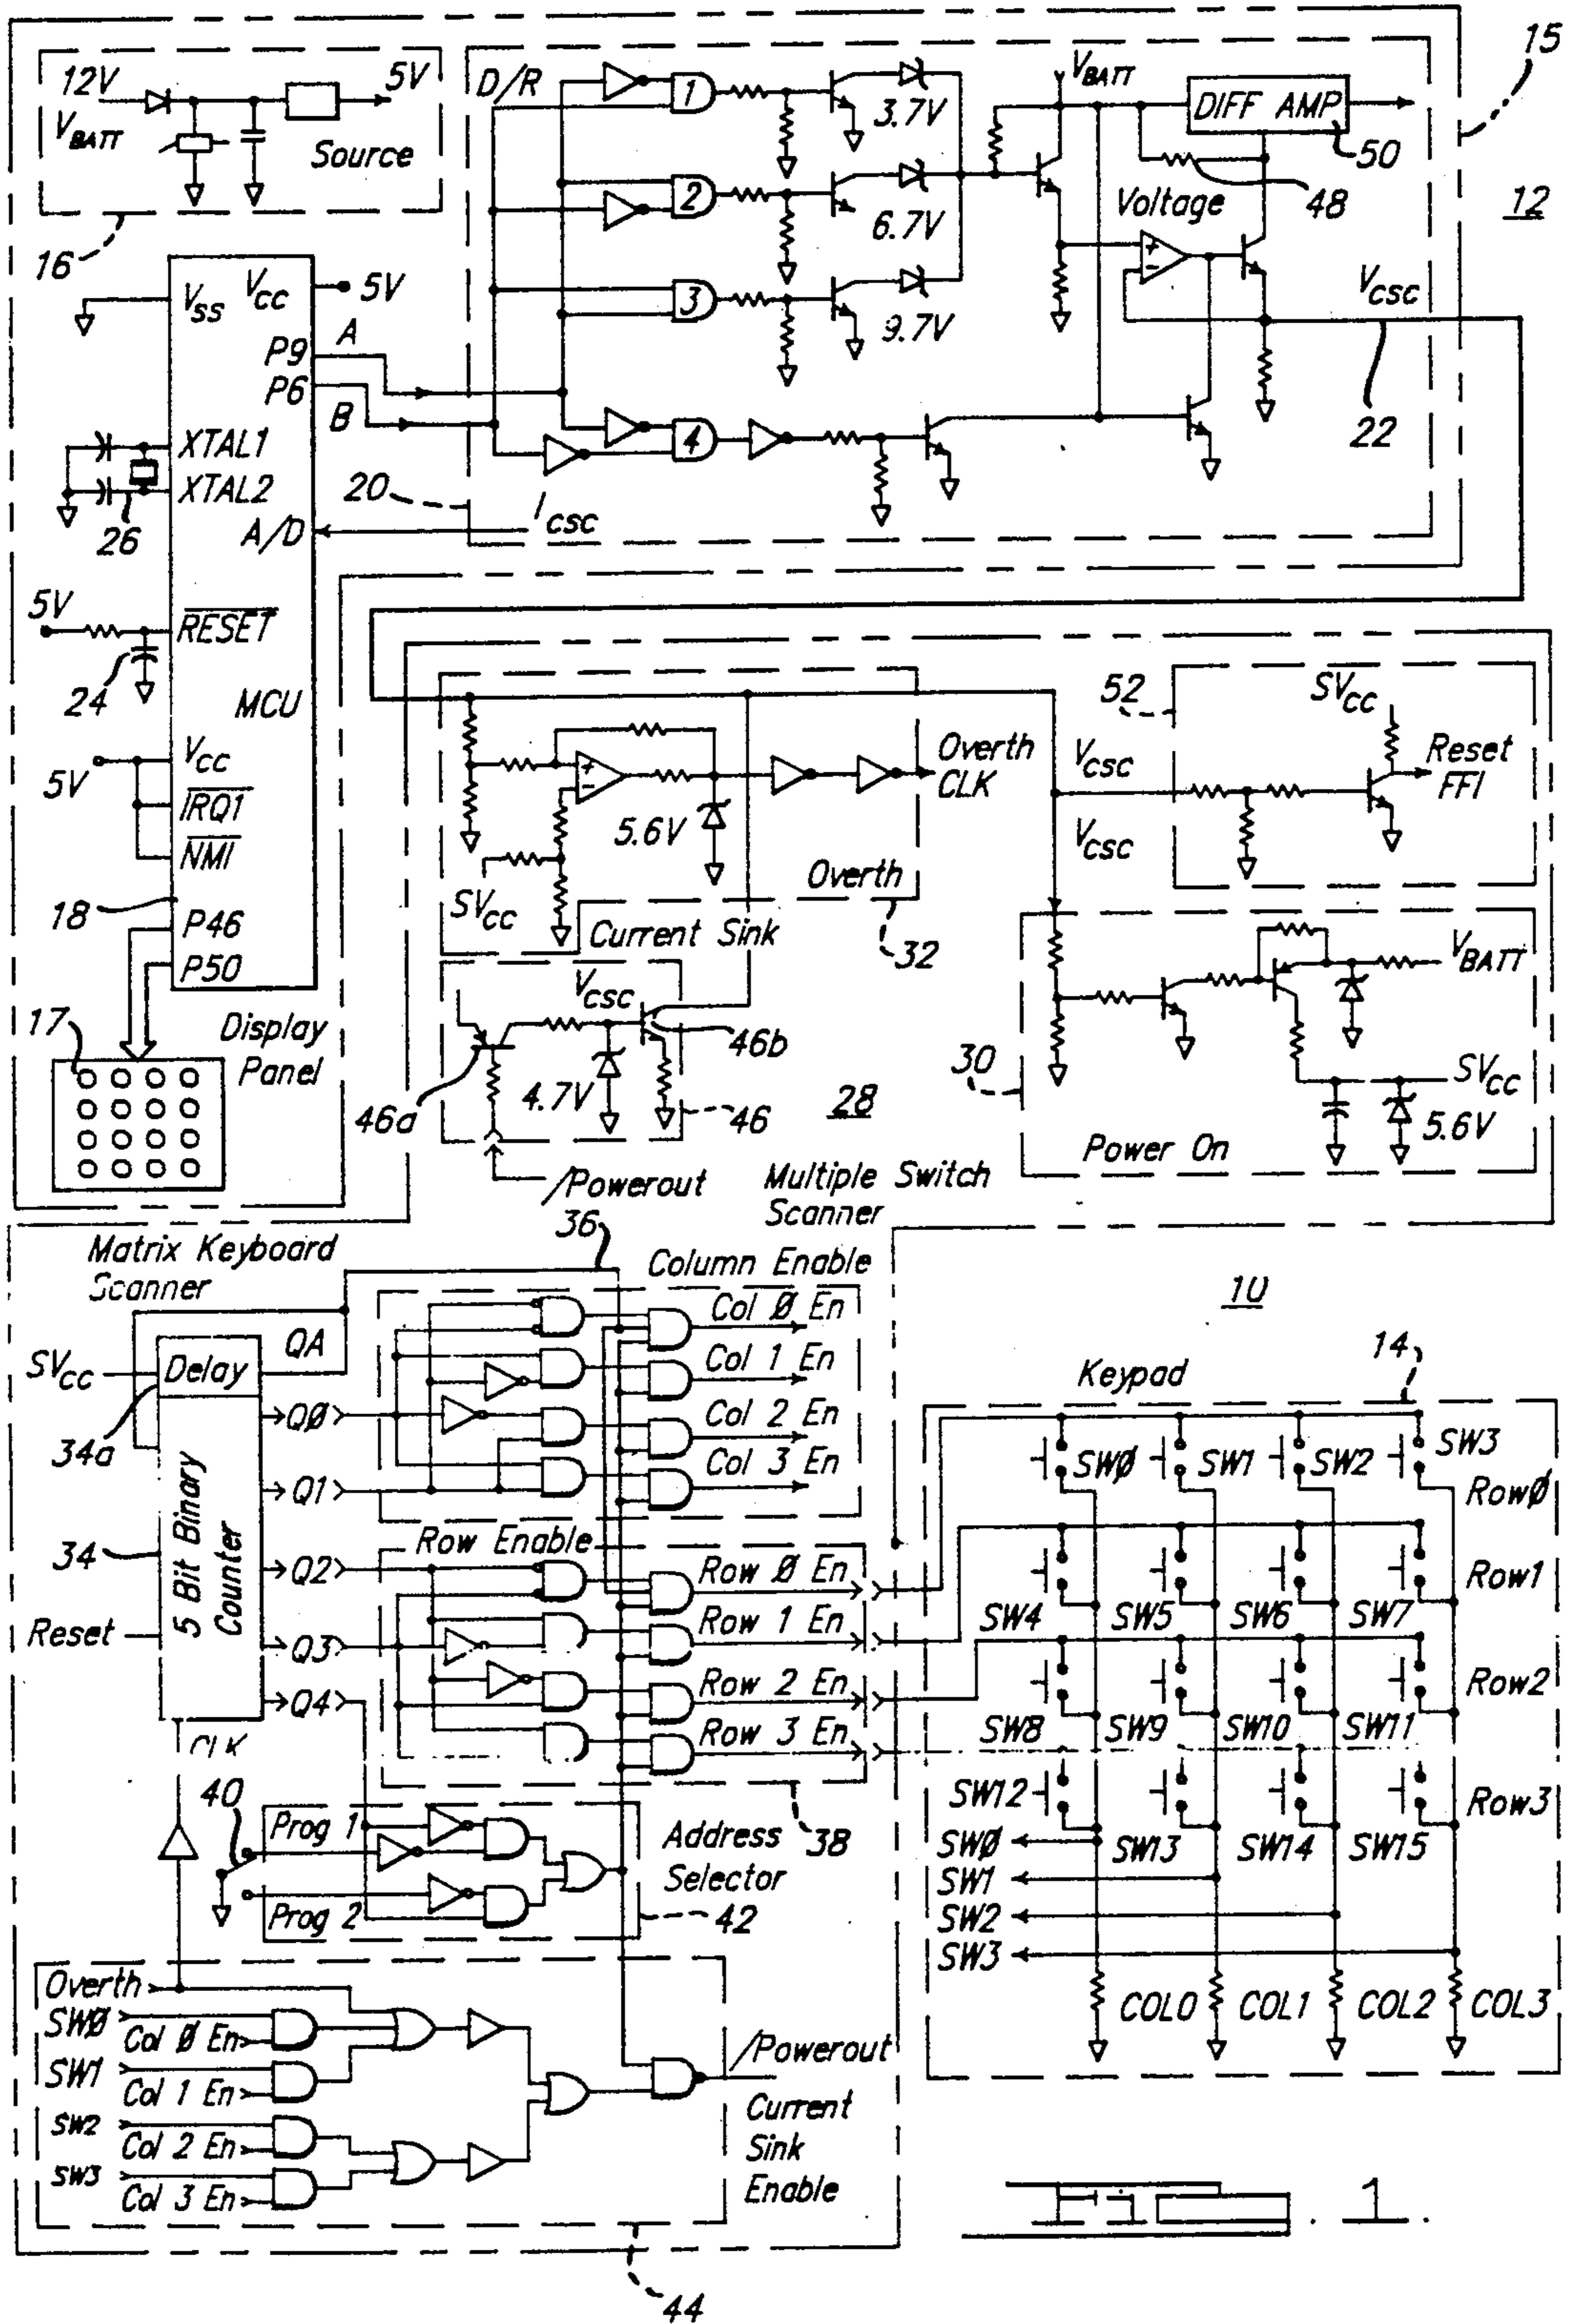 15
12V
5V
D/R
V_BATT
DIFF AMP
1
3.7V
V_BATT
Source
50
2
Voltage
48
12
6.7V
16
V_SS
V_CC
5V
3
9.7V
V_CSC
P9
A
P6
B
XTAL1
4
22
XTAL2
20
26
A/D
I_CSC
5V
RESET
24
MCU
52
SV_CC
V_CC
5V
Overth
CLK
V_CSC
Reset
FF1
IRQ1
5.6V
V_CSC
NMI
Overth
18
SV_CC
P46
Current Sink
32
V_BATT
P50
V_CSC
17
Display
Panel
46b
30
SV_CC
46a
4.7V
46
28
5.6V
Power On
/Powerout
Multiple Switch
Scanner
36
Matrix Keyboard
Scanner
Column Enable
10
Col Ø En
QA
SV_CC
Delay
Col 1 En
Keypad
14
QØ
Col 2 En
34a
Col 3 En
SWØ
SW1
SW2
SW3
RowØ
Q1
5 Bit Binary
Counter
34
Row Enable
Q2
Row Ø En
Row1
Reset
Row 1 En
SW4
SW5
SW6
SW7
Q3
Q4
Row 2 En
Row2
Row 3 En
SW8
SW9
SW10
SW11
CLK
40
Prog 1
38
SW12
Row3
Address
Selector
SWØ
SW13
SW14
SW15
SW1
Prog 2
42
SW2
SW3
Overth
SWØ
Col Ø En
COL0
COL1
COL2
COL3
SW1
/Powerout
Col 1 En
SW2
Current
Sink
Enable
Col 2 En
SW3
Col 3 En
44
FIG. 1